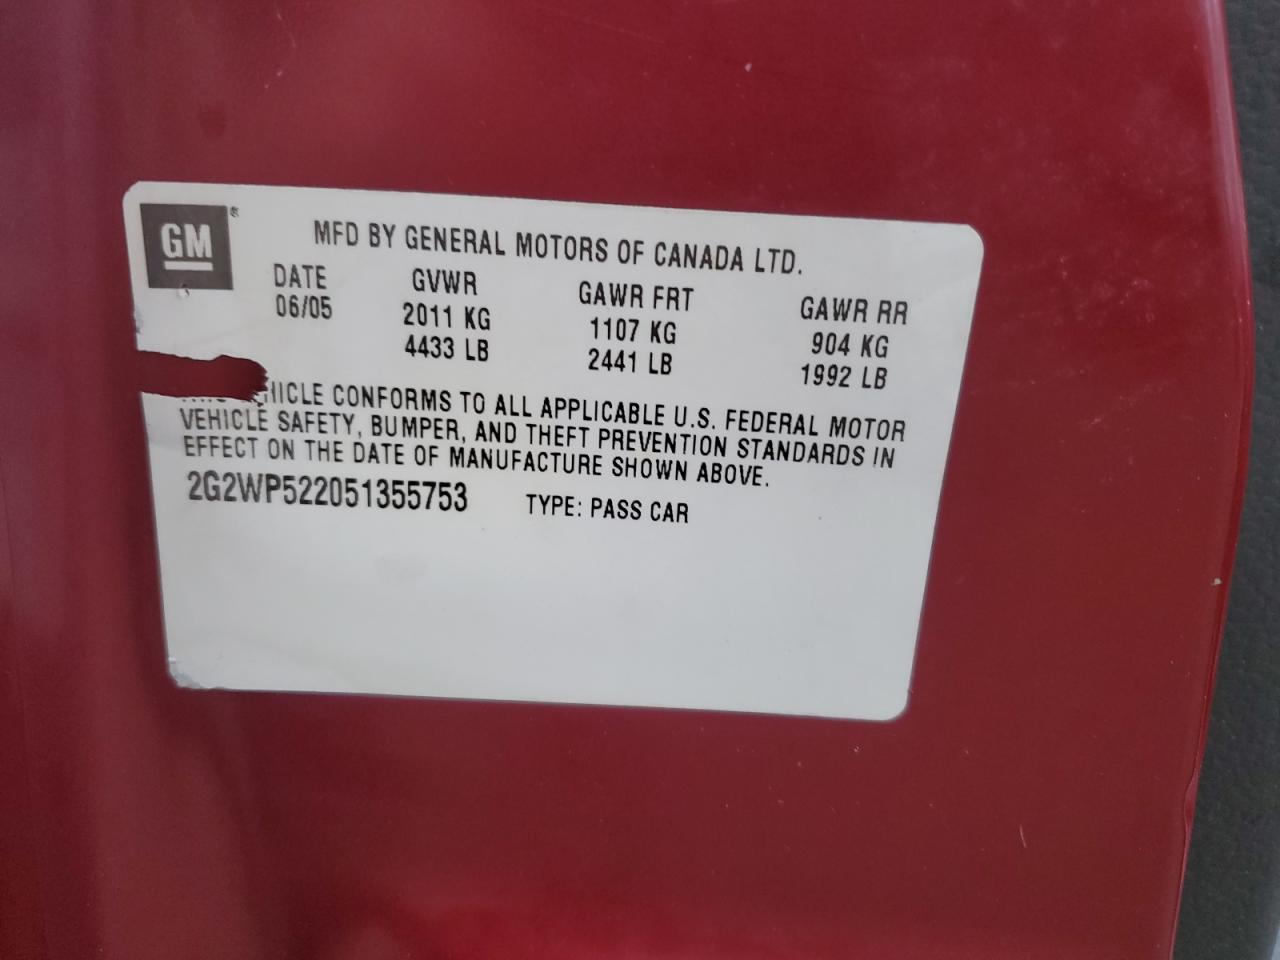 GM®
MFD BY GENERAL MOTORS OF CANADA LTD.
DATE GVWR GAWR FRT GAWR RR
06/05 2011 KG 1107 KG 904 KG
4433 LB 2441 LB 1992 LB
HICLE CONFORMS TO ALL APPLICABLE U.S. FEDERAL MOTOR
VEHICLE SAFETY, BUMPER, AND THEFT PREVENTION STANDARDS IN
EFFECT ON THE DATE OF MANUFACTURE SHOWN ABOVE.
2G2WP522051355753 TYPE: PASS CAR